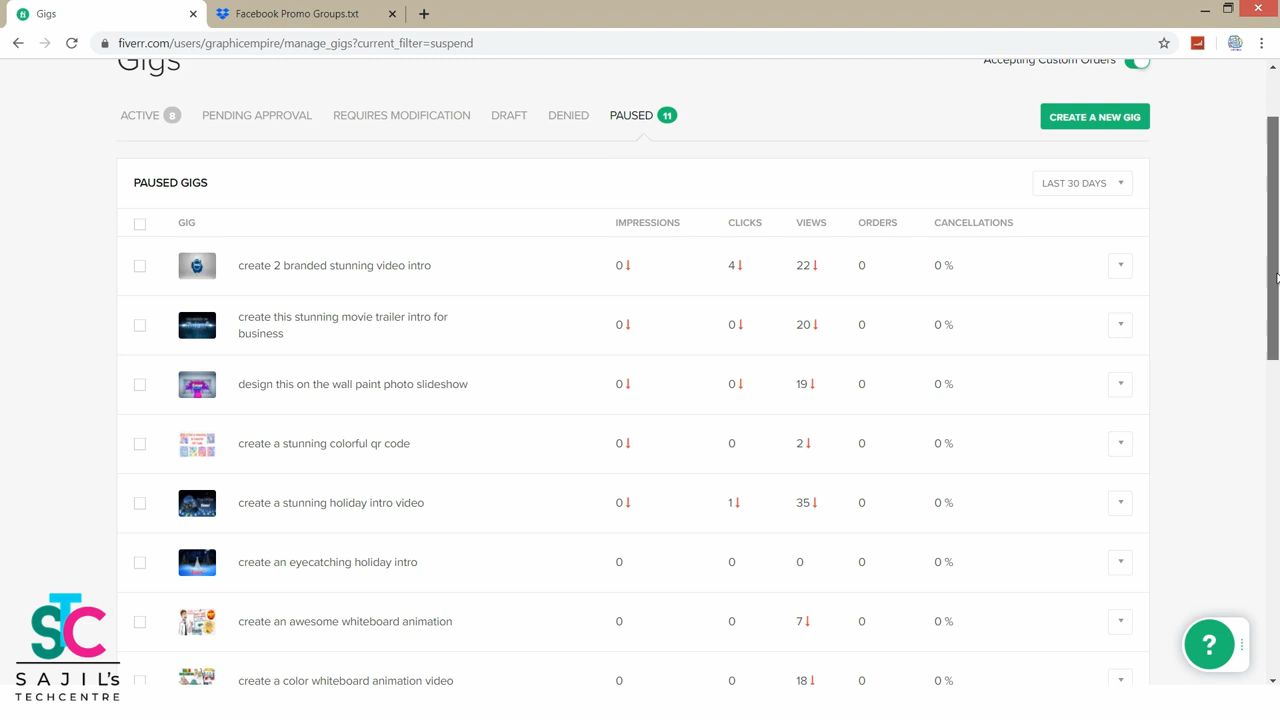 Gigs
Facebook Promo Groups.txt
fiverr.com/users/graphicempire/manage_gigs?current_filter=suspend
Gigs
Accepting Custom Orders
ACTIVE 8 PENDING APPROVAL REQUIRES MODIFICATION DRAFT DENIED PAUSED 11
CREATE A NEW GIG
PAUSED GIGS
LAST 30 DAYS
GIG IMPRESSIONS CLICKS VIEWS ORDERS CANCELLATIONS
create 2 branded stunning video intro 0 4 22 0 0 %
create this stunning movie trailer intro for
business 0 0 20 0 0 %
design this on the wall paint photo slideshow 0 0 19 0 0 %
create a stunning colorful qr code 0 0 2 0 0 %
create a stunning holiday intro video 0 1 35 0 0 %
create an eyecatching holiday intro 0 0 0 0 0 %
create an awesome whiteboard animation 0 0 7 0 0 %
create a color whiteboard animation video 0 0 18 0 0 %
?
STC
SAJIL's
TECHCENTRE